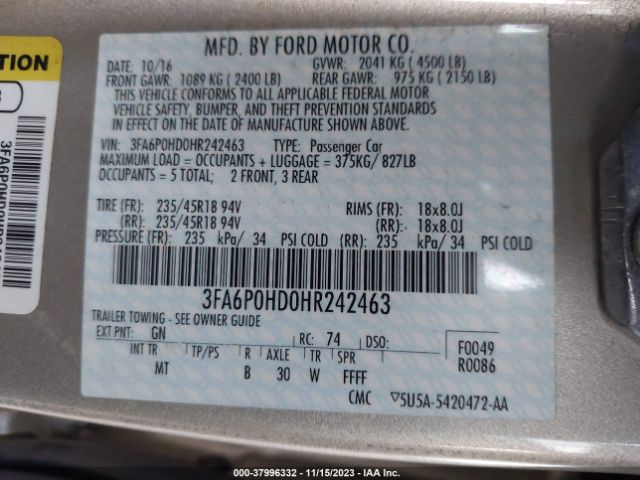 MFD. BY FORD MOTOR CO.
DATE: 10/16 GVWR: 2041 KG ( 4500 LB)
FRONT GAWR: 1089 KG ( 2400 LB) REAR GAWR: 975 KG ( 2150 LB)
THIS VEHICLE CONFORMS TO ALL APPLICABLE FEDERAL MOTOR
VEHICLE SAFETY, BUMPER, AND THEFT PREVENTION STANDARDS
IN EFFECT ON THE DATE OF MANUFACTURE SHOWN ABOVE.
VIN: 3FA6P0HD0HR242463 TYPE: Passenger Car
MAXIMUM LOAD = OCCUPANTS + LUGGAGE = 375KG/ 827LB
OCCUPANTS = 5 TOTAL; 2 FRONT, 3 REAR
TIRE (FR): 235/45R18 94V RIMS (FR): 18x8.0J
(RR): 235/45R18 94V (RR): 18x8.0J
PRESSURE (FR): 235 kPa/ 34 PSI COLD (RR): 235 kPa/ 34 PSI COLD
3FA6P0HD0HR242463
TRAILER TOWING - SEE OWNER GUIDE
EXT PNT: GN RC: 74 DSO: F0049
INT TR TP/PS R AXLE TR SPR R0086
MT B 30 W FFFF
CMC 5U5A-5420472-AA
0-37996332 - 11/15/2023 - IAA Inc.